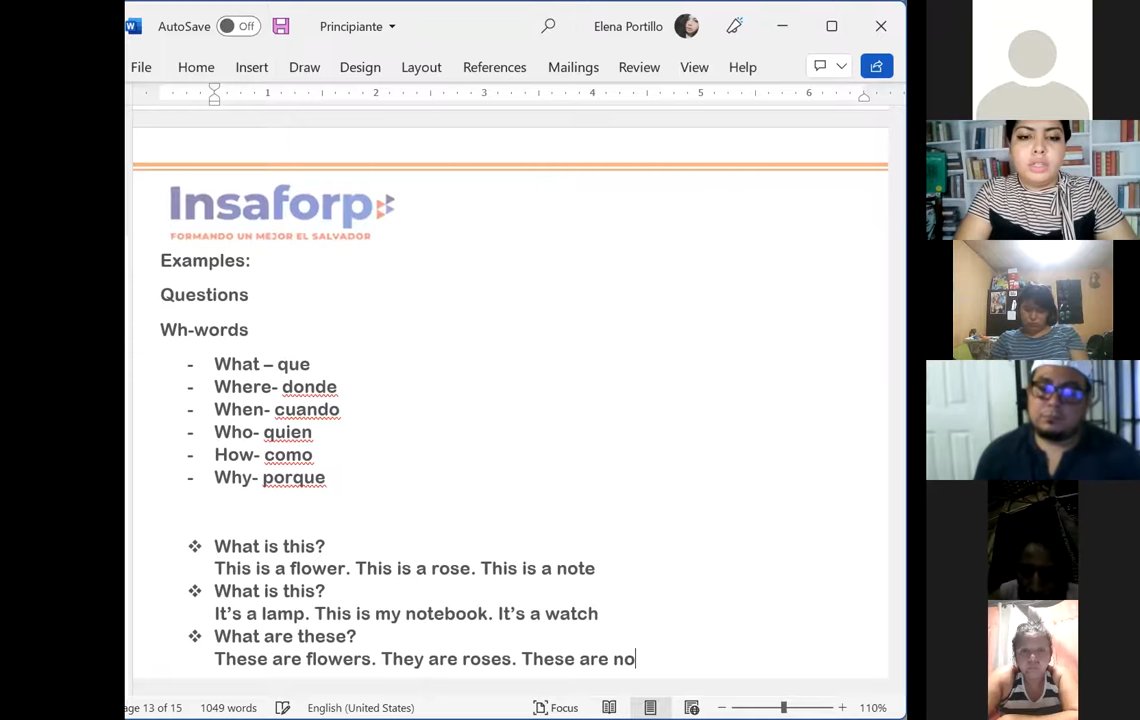 AutoSave Off Principiante Elena Portillo
File Home Insert Draw Design Layout References Mailings Review View Help
1 2 3 4 5 6
Insaforp
FORMANDO UN MEJOR EL SALVADOR
Examples:
Questions
Wh-words
- What – que
- Where- donde
- When- cuando
- Who- quien
- How- como
- Why- porque
❖ What is this?
This is a flower. This is a rose. This is a note
❖ What is this?
It's a lamp. This is my notebook. It's a watch
❖ What are these?
These are flowers. They are roses. These are no
age 13 of 15 1049 words English (United States) Focus 110%